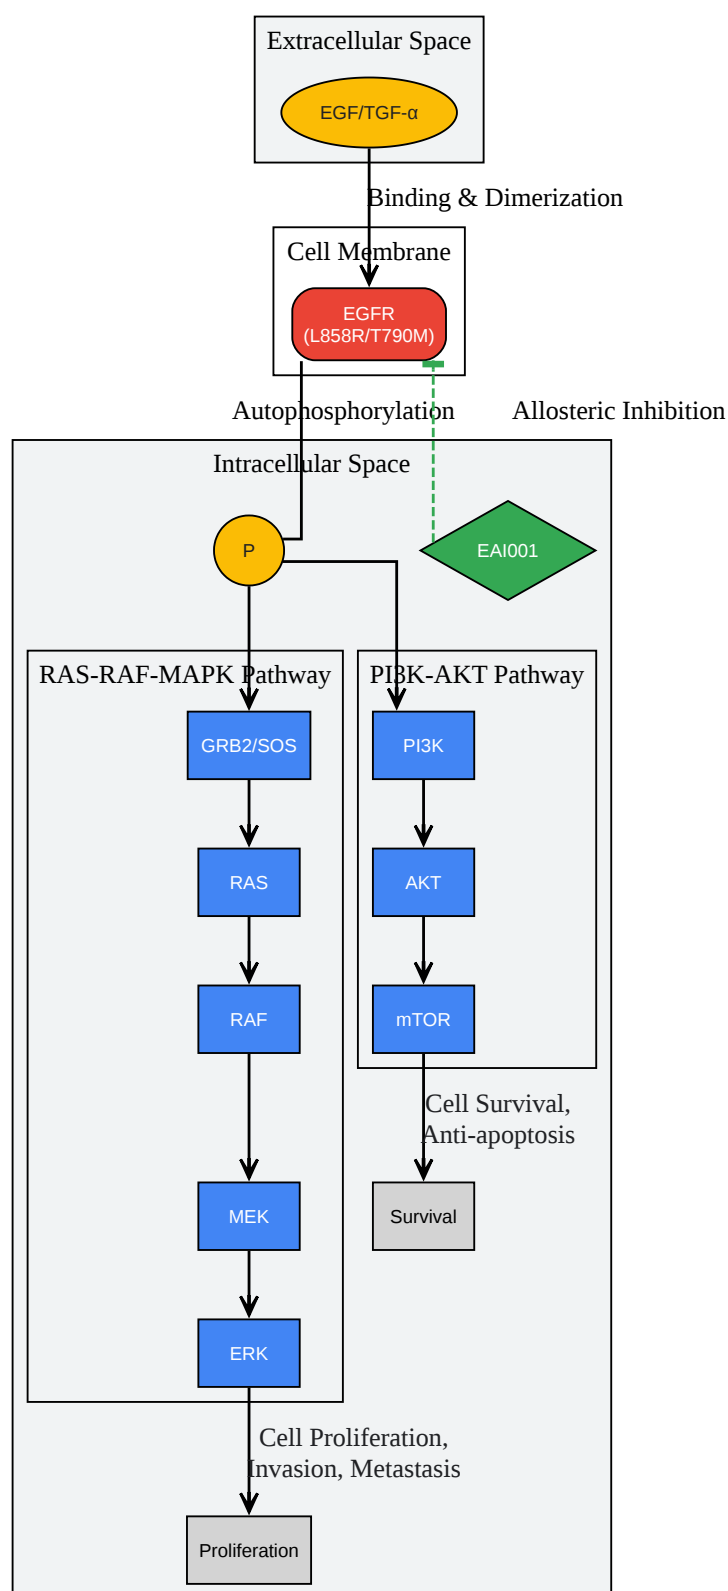 Extracellular Space
EGF/TGF-α
Binding & Dimerization
Cell Membrane
EGFR
(L858R/T790M)
Autophosphorylation
Allosteric Inhibition
Intracellular Space
P
EAI001
RAS-RAF-MAPK Pathway
PI3K-AKT Pathway
GRB2/SOS
PI3K
RAS
AKT
RAF
mTOR
Cell Survival,
Anti-apoptosis
MEK
Survival
ERK
Cell Proliferation,
Invasion, Metastasis
Proliferation